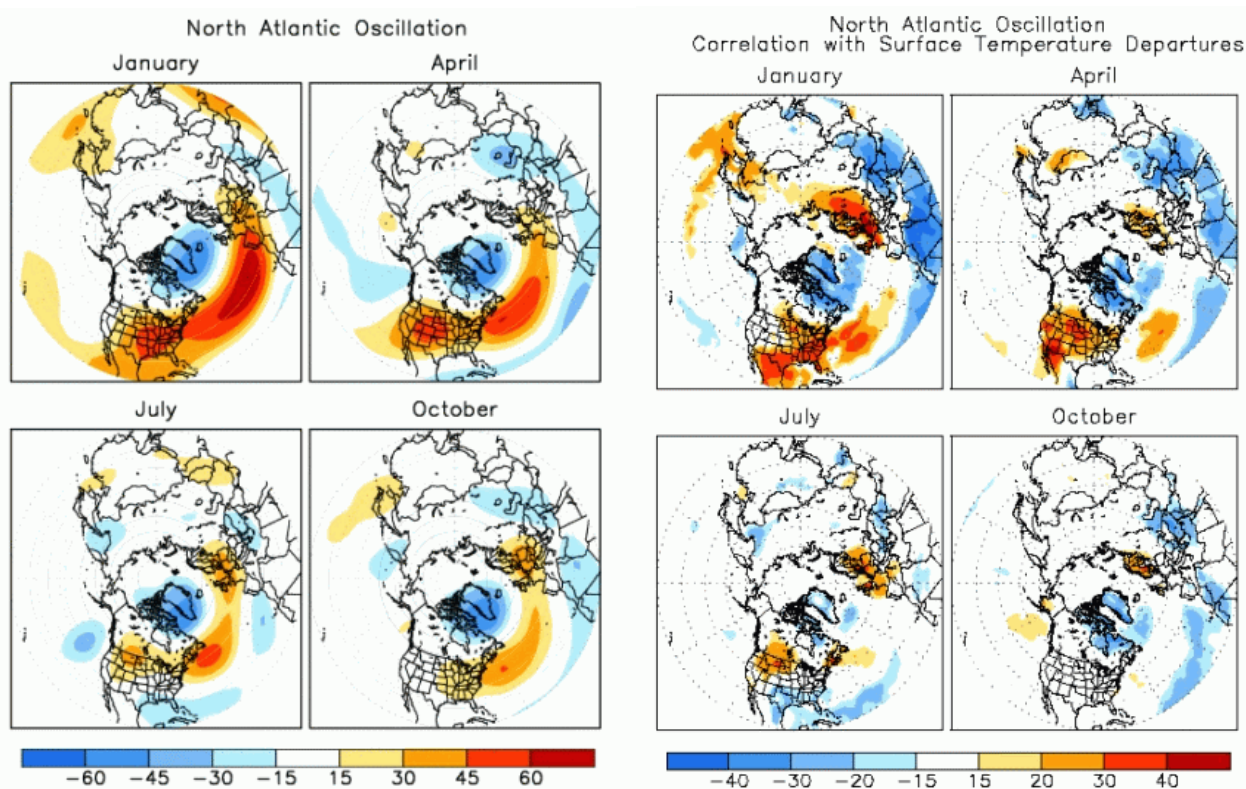 North Atlantic Oscillation
January April
July October
-60 -45 -30 -15 15 30 45 60
North Atlantic Oscillation
Correlation with Surface Temperature Departures
January April
July October
-40 -30 -20 -15 15 20 30 40